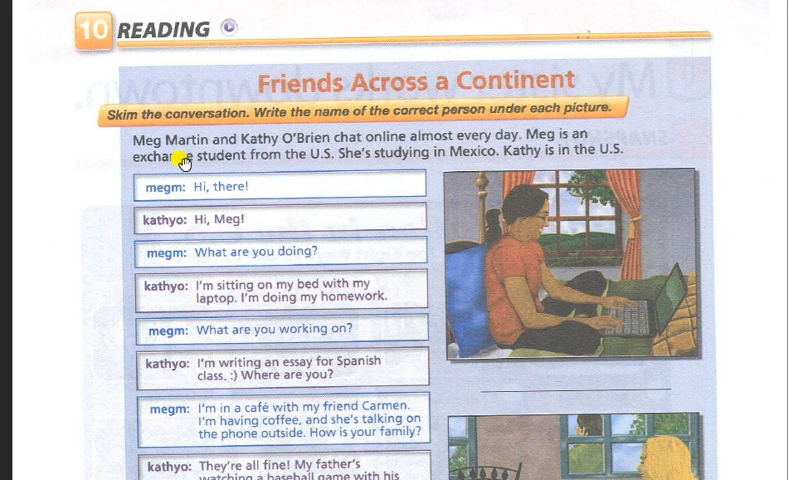 10 READING
Friends Across a Continent
Skim the conversation. Write the name of the correct person under each picture.
Meg Martin and Kathy O'Brien chat online almost every day. Meg is an
exchange student from the U.S. She's studying in Mexico. Kathy is in the U.S.
megm: Hi, there!
kathyo: Hi, Meg!
megm: What are you doing?
kathyo: I'm sitting on my bed with my
laptop. I'm doing my homework.
megm: What are you working on?
kathyo: I'm writing an essay for Spanish
class. :) Where are you?
megm: I'm in a café with my friend Carmen.
I'm having coffee, and she's talking on
the phone outside. How is your family?
kathyo: They're all fine! My father's
watching a baseball game with his